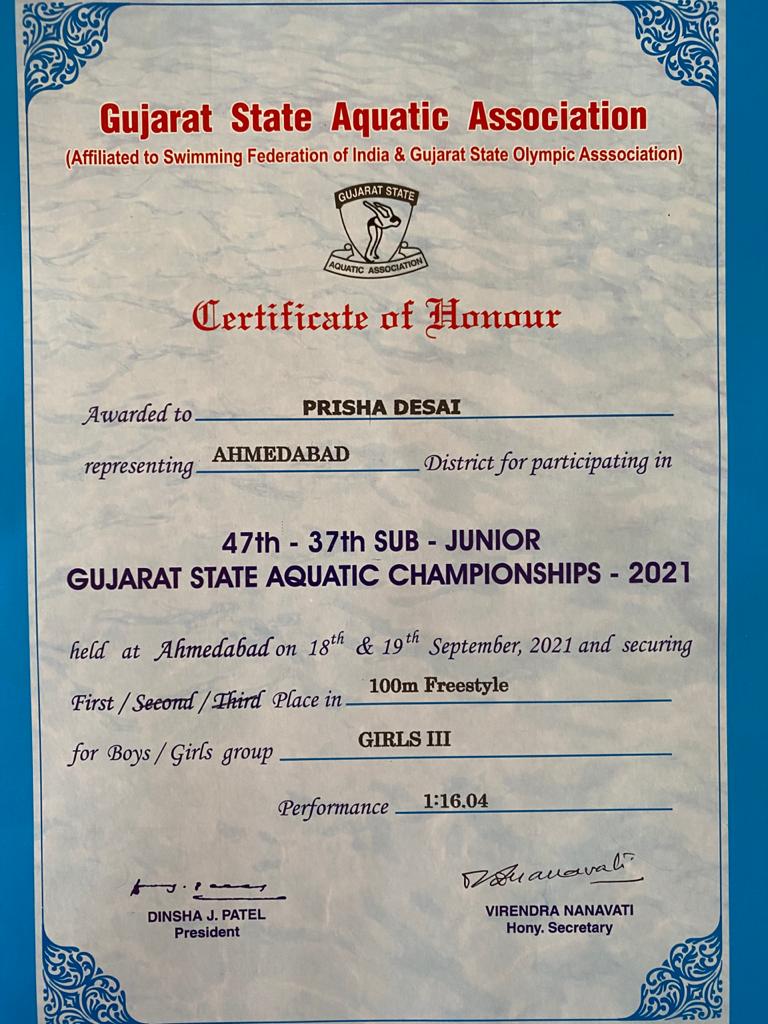 Gujarat State Aquatic Association
(Affiliated to Swimming Federation of India & Gujarat State Olympic Asssociation)
GUJARAT STATE
AQUATIC ASSOCIATION
Certificate of Honour
Awarded to PRISHA DESAI
representing AHMEDABAD District for participating in
47th - 37th SUB - JUNIOR
GUJARAT STATE AQUATIC CHAMPIONSHIPS - 2021
held at Ahmedabad on 18th & 19th September, 2021 and securing
First / Second / Third Place in 100m Freestyle
for Boys / Girls group GIRLS III
Performance 1:16.04
DINSHA J. PATEL
President
VIRENDRA NANAVATI
Hony. Secretary